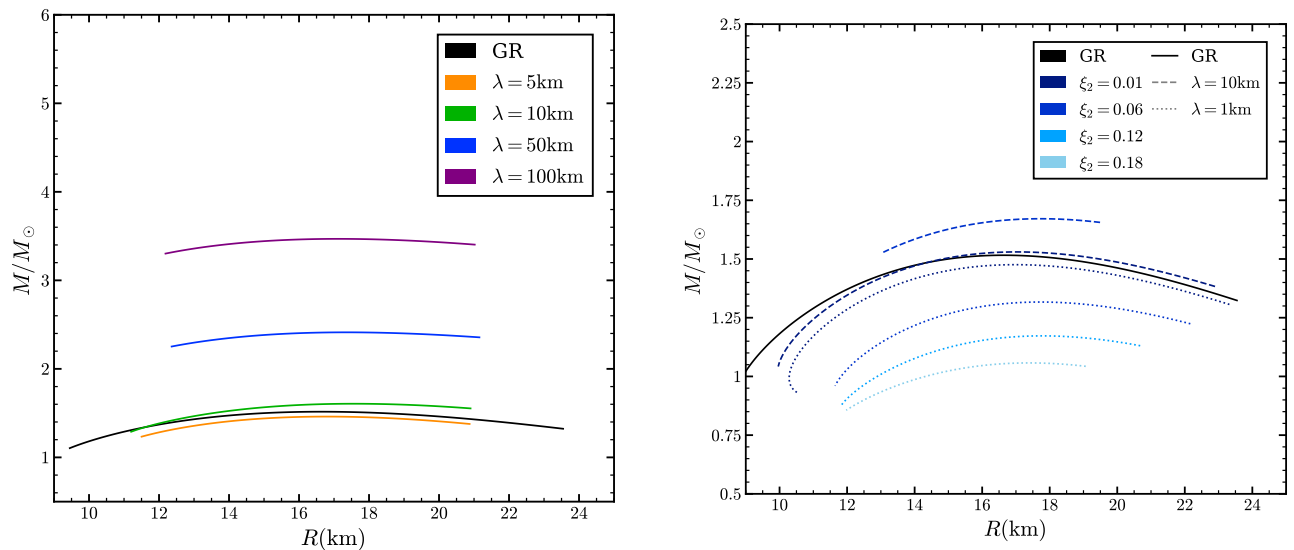 6
5
4
3
2
1
M/M⊙
10 12 14 16 18 20 22 24
R(km)
GR
λ = 5km
λ = 10km
λ = 50km
λ = 100km
2.5
2.25
2
1.75
1.5
1.25
1
0.75
0.5
M/M⊙
10 12 14 16 18 20 22 24
R(km)
GR GR
ξ₂ = 0.01 λ = 10km
ξ₂ = 0.06 λ = 1km
ξ₂ = 0.12
ξ₂ = 0.18